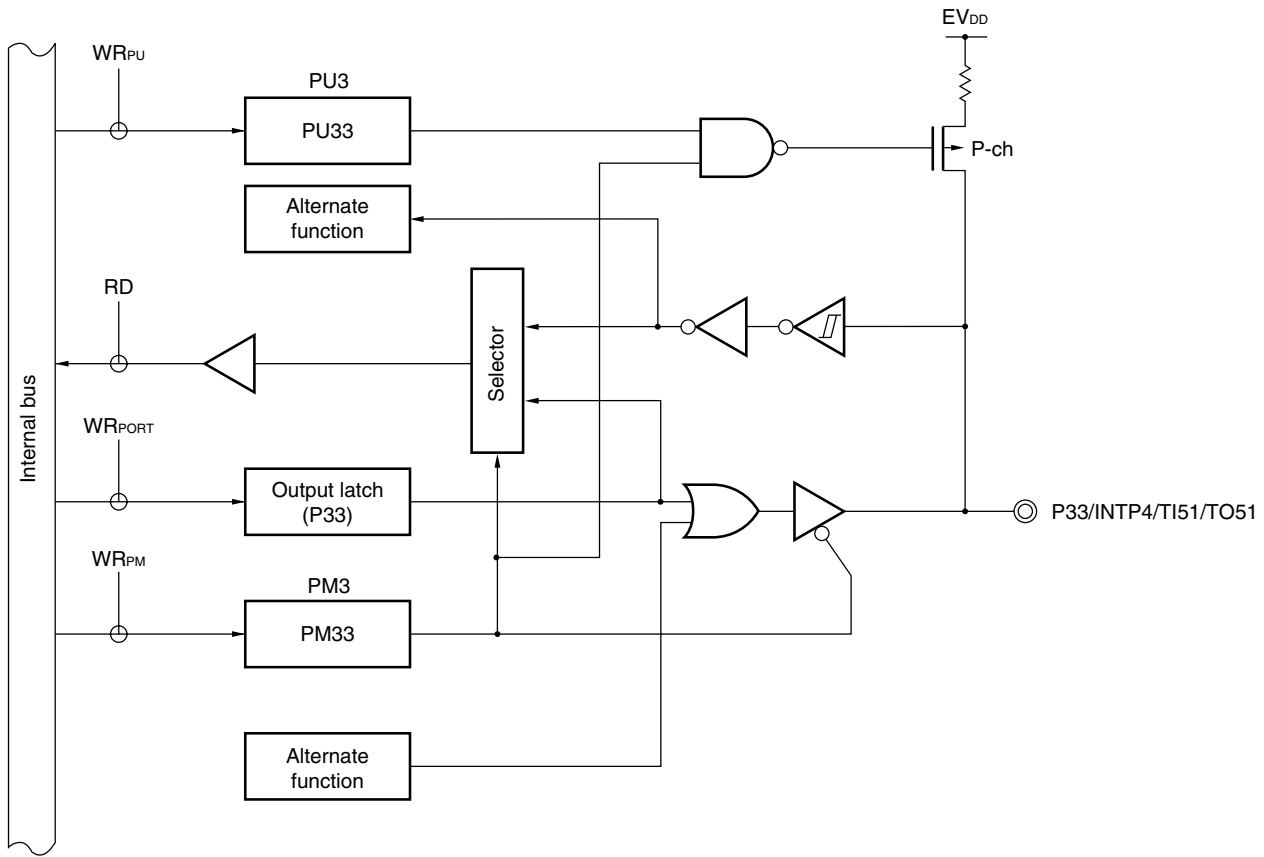 EVDD
WRPU
PU3
PU33
P-ch
Alternate
function
RD
Selector
Internal bus
WRPORT
Output latch
(P33)
P33/INTP4/TI51/TO51
WRPM
PM3
PM33
Alternate
function